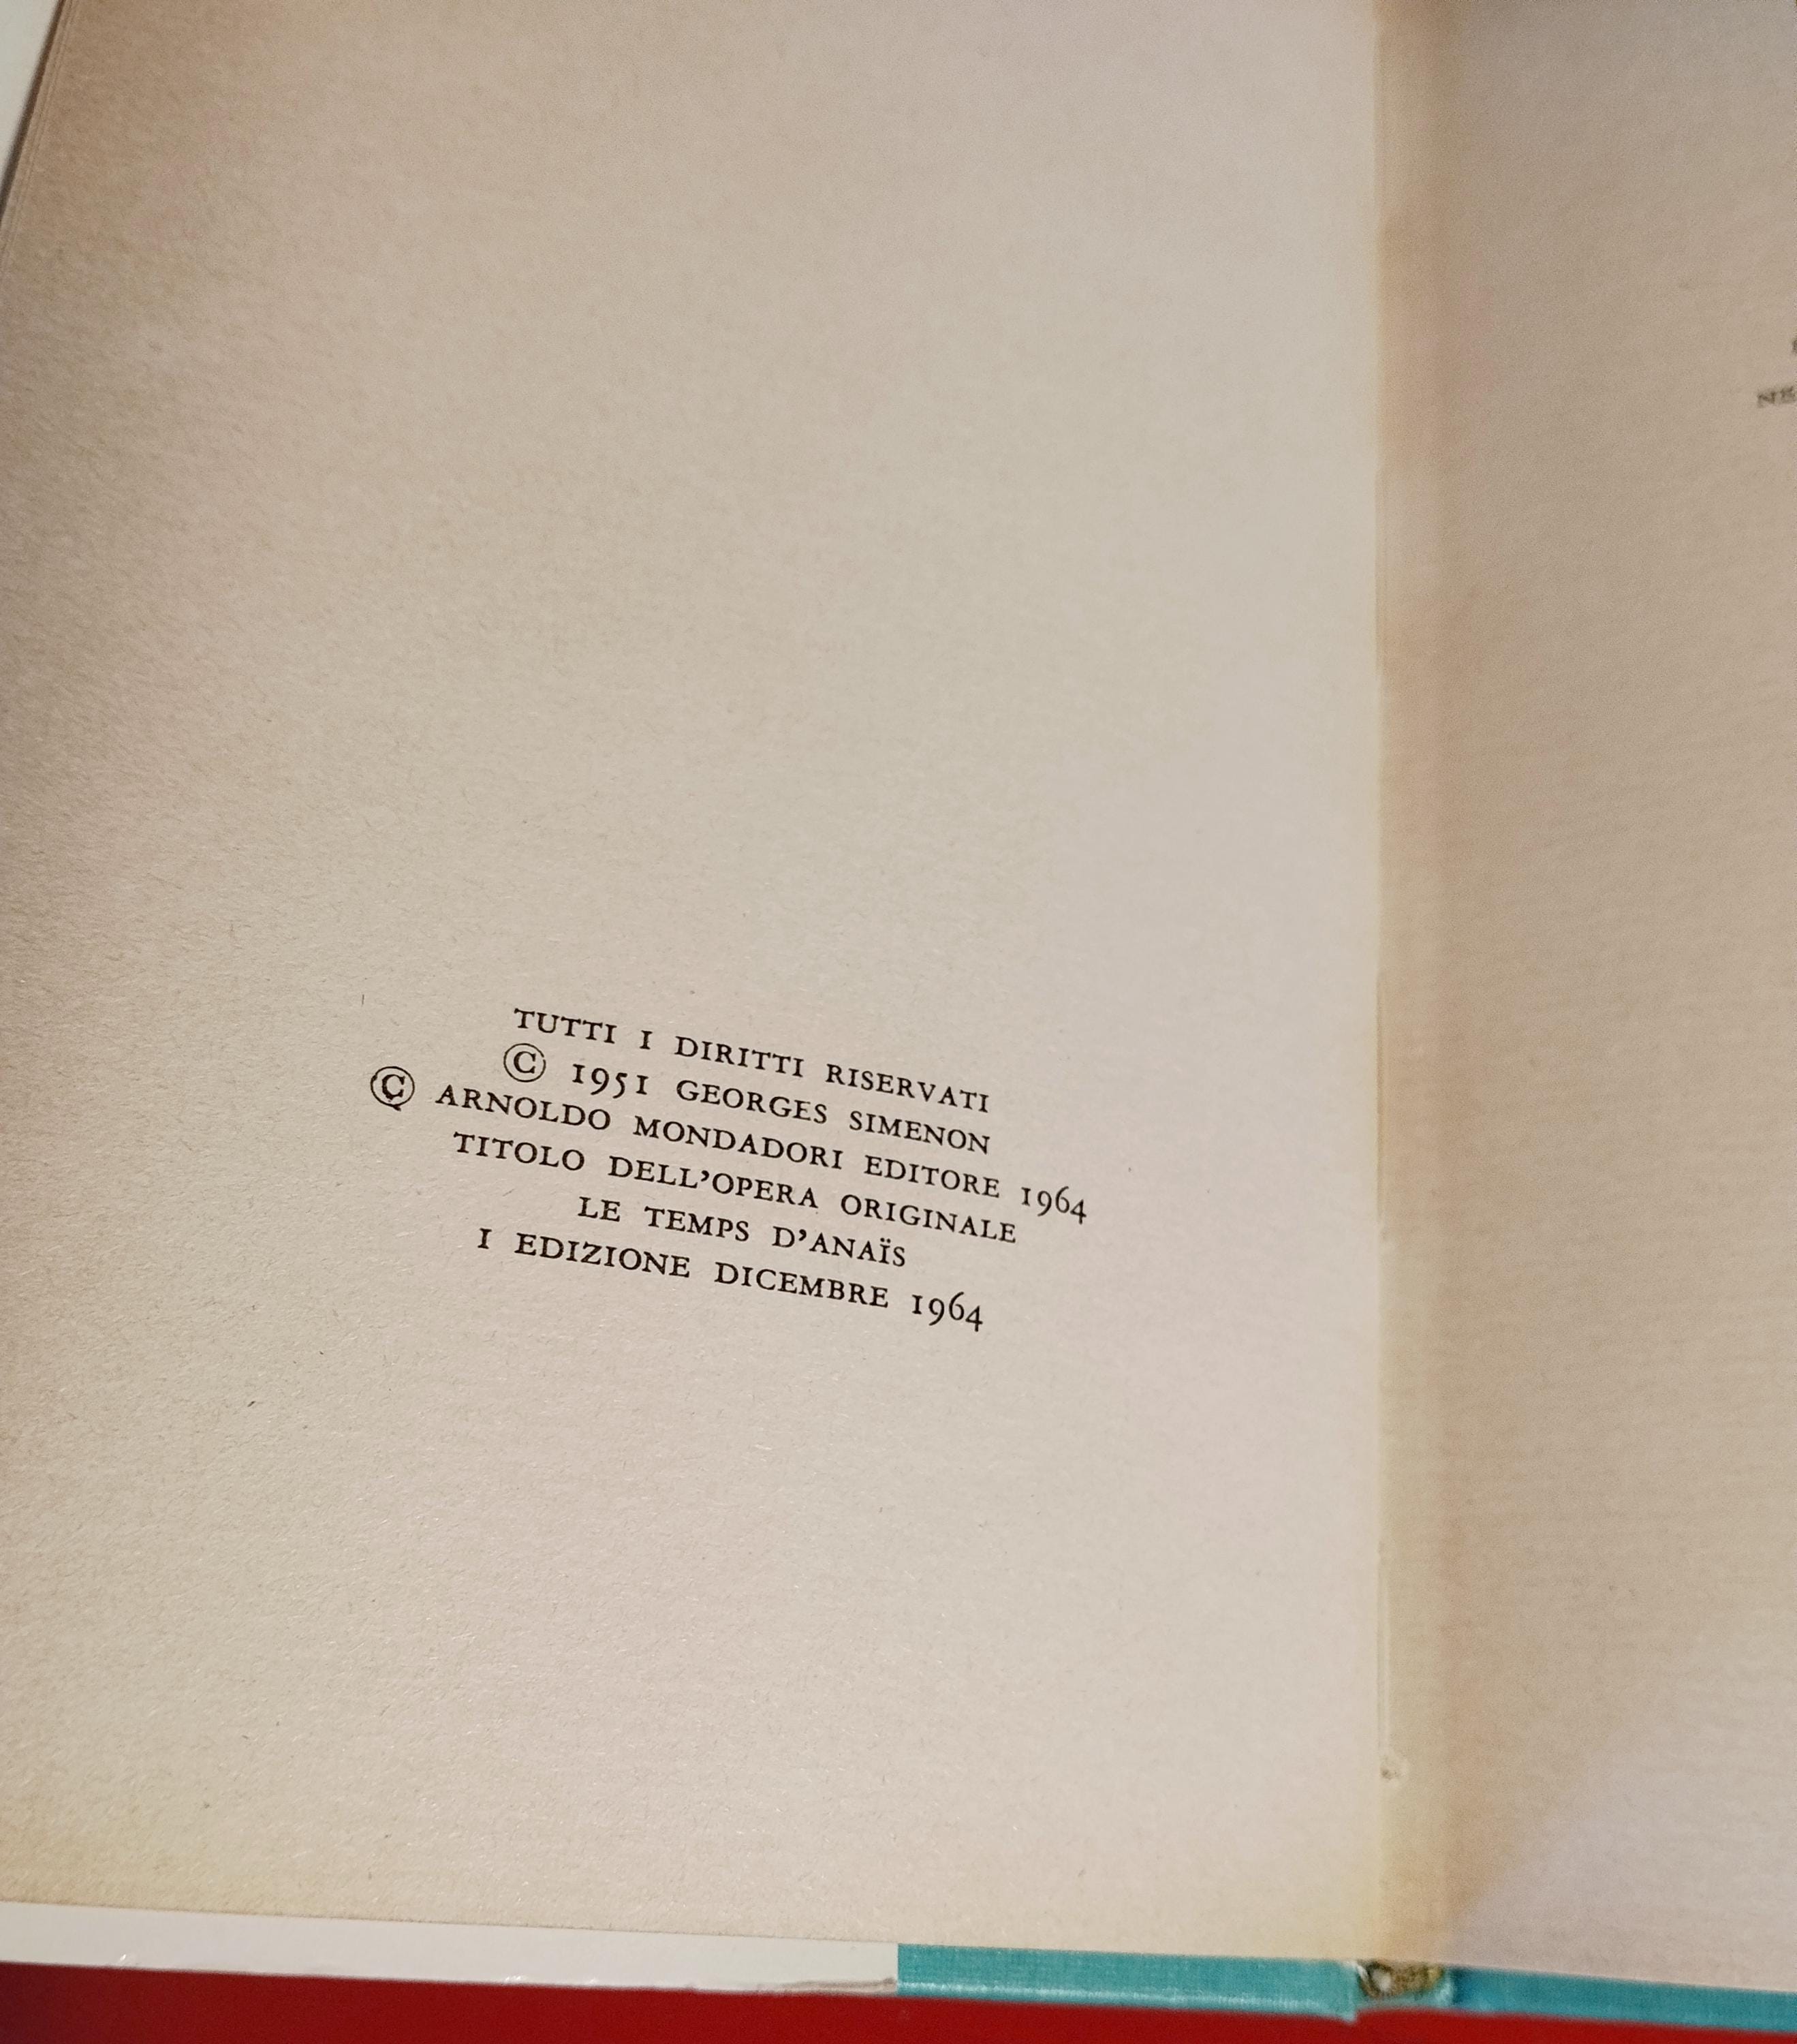 TUTTI I DIRITTI RISERVATI
© 1951 GEORGES SIMENON
© ARNOLDO MONDADORI EDITORE 1964
TITOLO DELL'OPERA ORIGINALE
LE TEMPS D'ANAÏS
I EDIZIONE DICEMBRE 1964